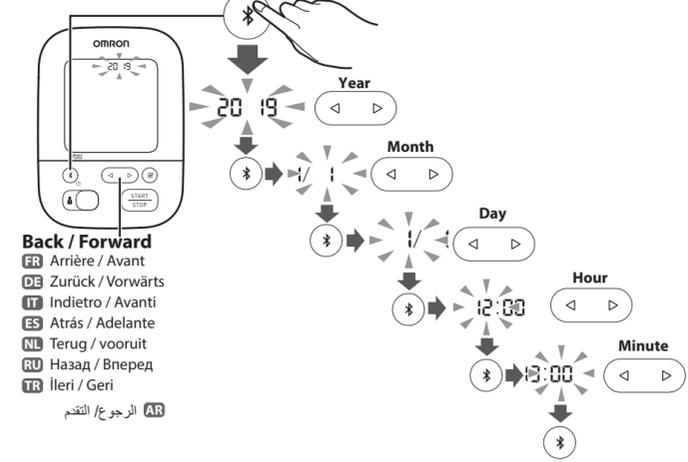 OMRON
20 19
START
STOP
20 19
Year
1/ 1
Month
1/
Day
12:00
Hour
13:00
Minute
Back / Forward
FR Arrière / Avant
DE Zurück / Vorwärts
IT Indietro / Avanti
ES Atrás / Adelante
NL Terug / vooruit
RU Назад / Вперед
TR İleri / Geri
AR الرجوع/ التقدم